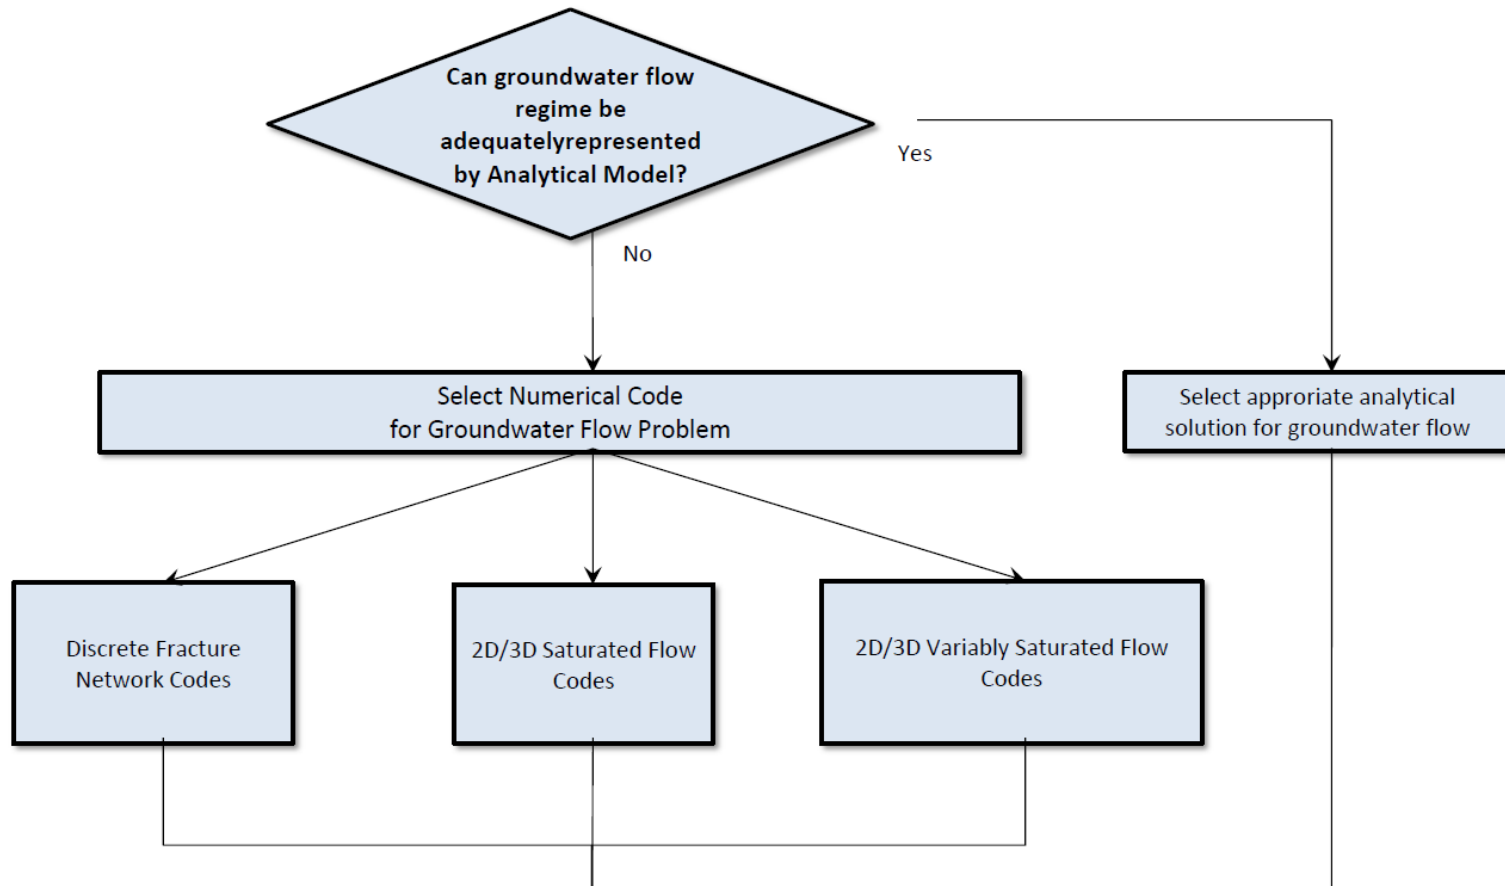 Can groundwater flow
regime be
adequatelyrepresented
by Analytical Model?
Yes
No
Select Numerical Code
for Groundwater Flow Problem
Select approriate analytical
solution for groundwater flow
Discrete Fracture
Network Codes
2D/3D Saturated Flow
Codes
2D/3D Variably Saturated Flow
Codes